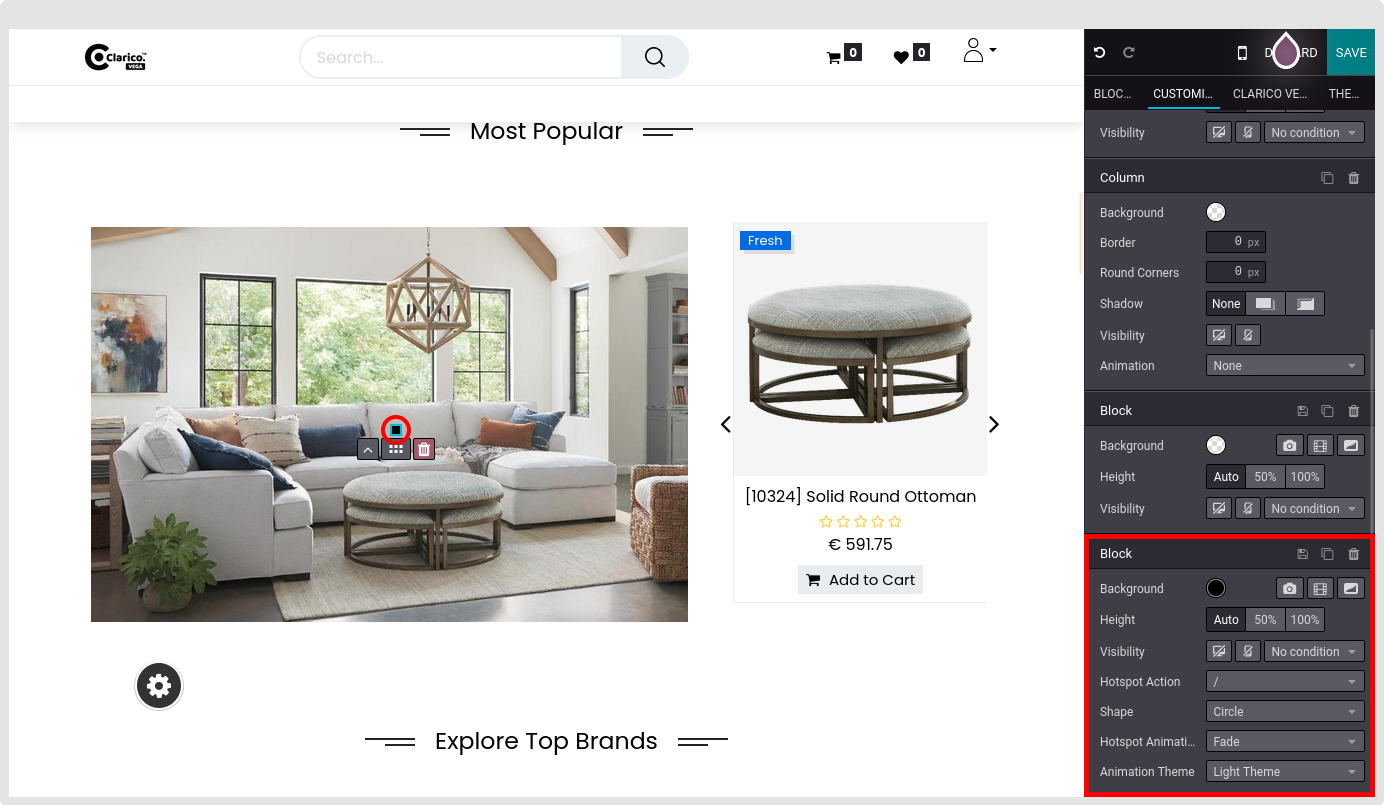 Clarico™
VEGA
Search...
0
0
SAVE
BLOC...
CUSTOMI...
CLARICO VE...
THE...
Most Popular
Fresh
[10324] Solid Round Ottoman
€ 591.75
Add to Cart
Explore Top Brands
Visibility
No condition
Column
Background
Border
0 px
Round Corners
0 px
Shadow
None
Visibility
Animation
None
Block
Background
Height
Auto
50%
100%
Visibility
No condition
Block
Background
Height
Auto
50%
100%
Visibility
No condition
Hotspot Action
/
Shape
Circle
Hotspot Animati...
Fade
Animation Theme
Light Theme